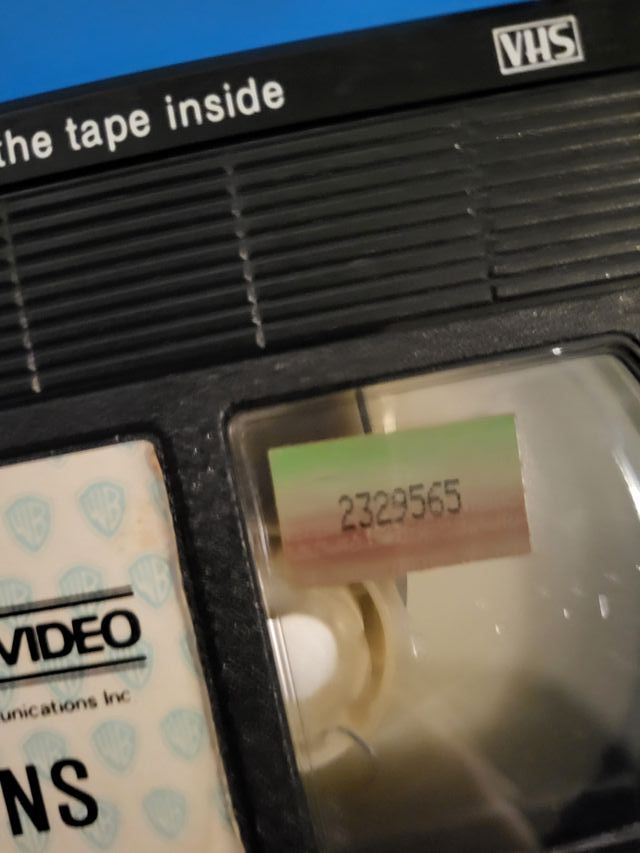 VHS
the tape inside
2329565
VIDEO
unications Inc
NS